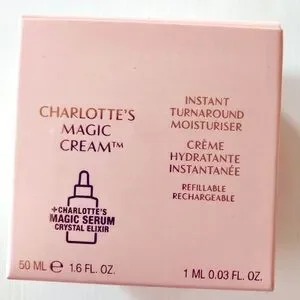 CHARLOTTE'S
MAGIC
CREAM™
INSTANT
TURNAROUND
MOISTURISER
CRÈME
HYDRATANTE
INSTANTANÉE
REFILLABLE
RECHARGEABLE
+CHARLOTTE'S
MAGIC SERUM
CRYSTAL ELIXIR
50 ML ℮ 1.6 FL. OZ.
1 ML 0.03 FL. OZ.